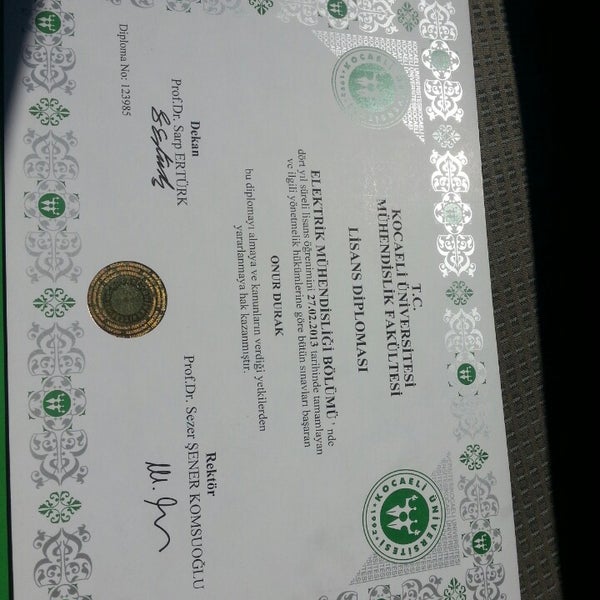 T.C.
KOCAELİ ÜNİVERSİTESİ
MÜHENDİSLİK FAKÜLTESİ
LİSANS DİPLOMASI
ELEKTRİK MÜHENDİSLİĞİ BÖLÜMÜ ' nde
dört yıl süreli lisans öğrenimini 27.02.2013 tarihinde tamamlayan
ve ilgili yönetmelik hükümlerine göre bütün sınavları başaran
ONUR DURAK
bu diplomayı almaya ve kanunların verdiği yetkilerden
yararlanmaya hak kazanmıştır.
Dekan
Prof.Dr. Sarp ERTÜRK
Rektör
Prof.Dr. Sezer ŞENER KOMSUOĞLU
Diploma No: 123985
KOCAELİ ÜNİVERSİTESİ